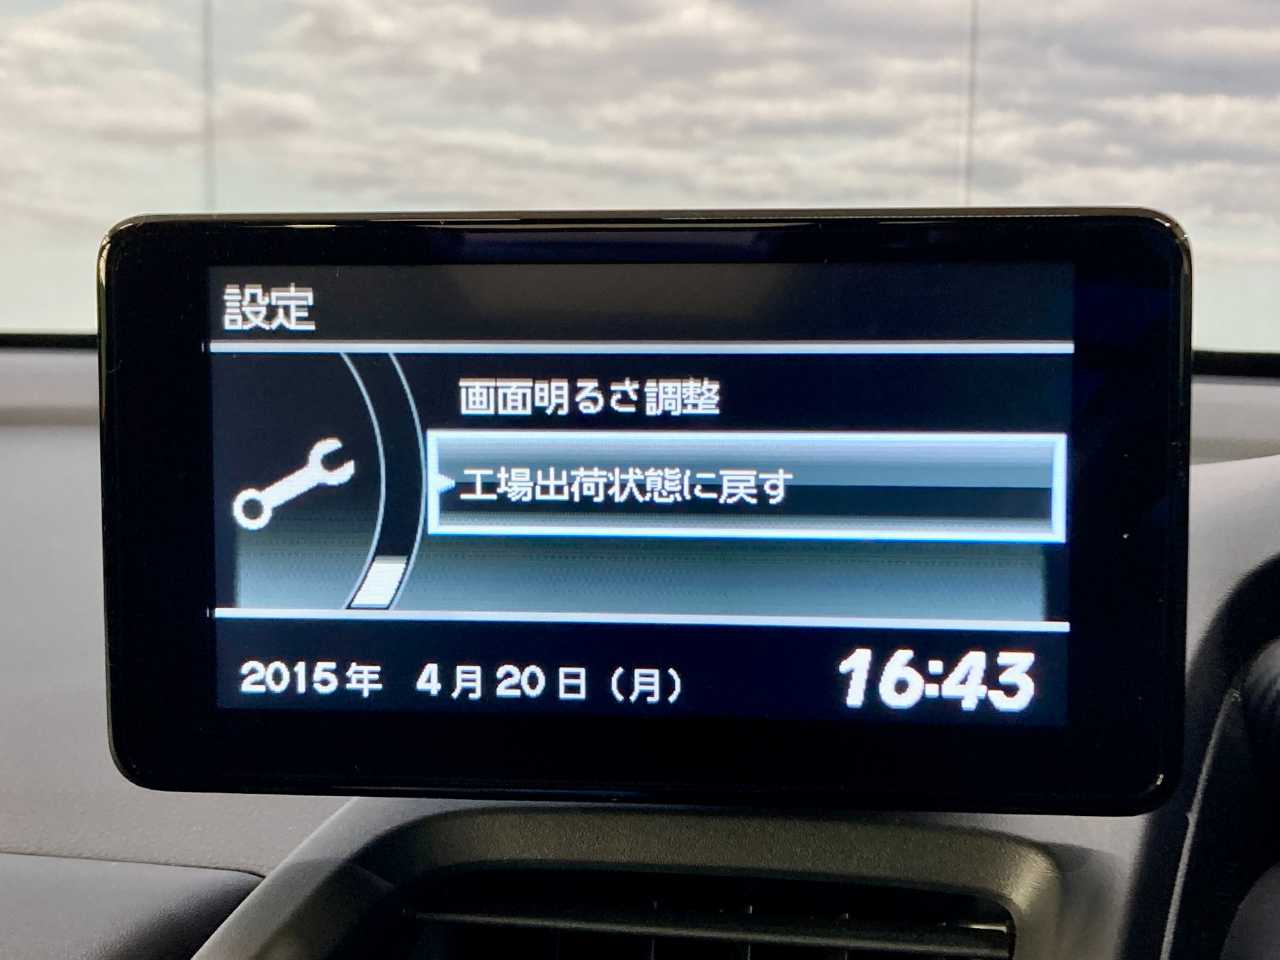 設定
画面明るさ調整
工場出荷状態に戻す
2015年 4月20日（月） 16:43